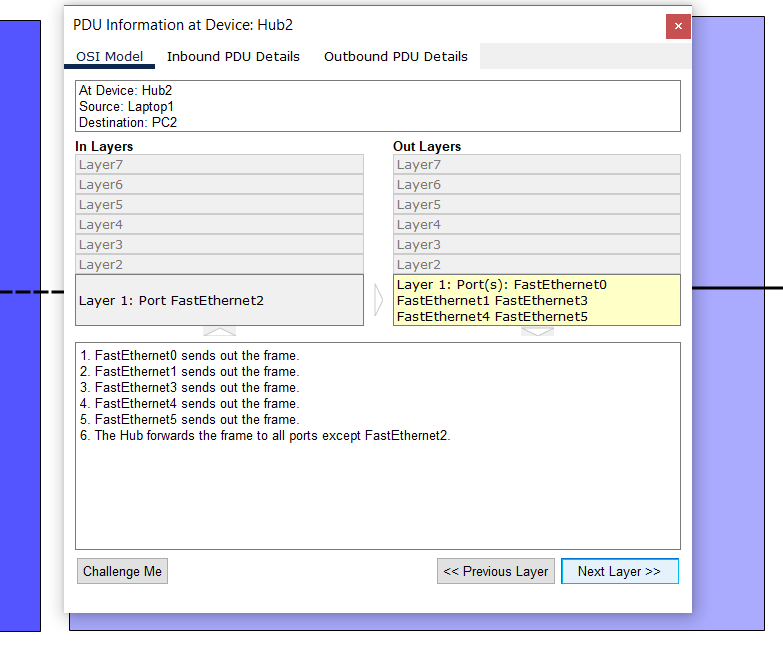 PDU Information at Device: Hub2
OSI Model
Inbound PDU Details
Outbound PDU Details
At Device: Hub2
Source: Laptop1
Destination: PC2
In Layers
Layer7
Layer6
Layer5
Layer4
Layer3
Layer2
Layer 1: Port FastEthernet2
Out Layers
Layer7
Layer6
Layer5
Layer4
Layer3
Layer2
Layer 1: Port(s): FastEthernet0
FastEthernet1 FastEthernet3
FastEthernet4 FastEthernet5
1. FastEthernet0 sends out the frame.
2. FastEthernet1 sends out the frame.
3. FastEthernet3 sends out the frame.
4. FastEthernet4 sends out the frame.
5. FastEthernet5 sends out the frame.
6. The Hub forwards the frame to all ports except FastEthernet2.
Challenge Me
<< Previous Layer
Next Layer >>